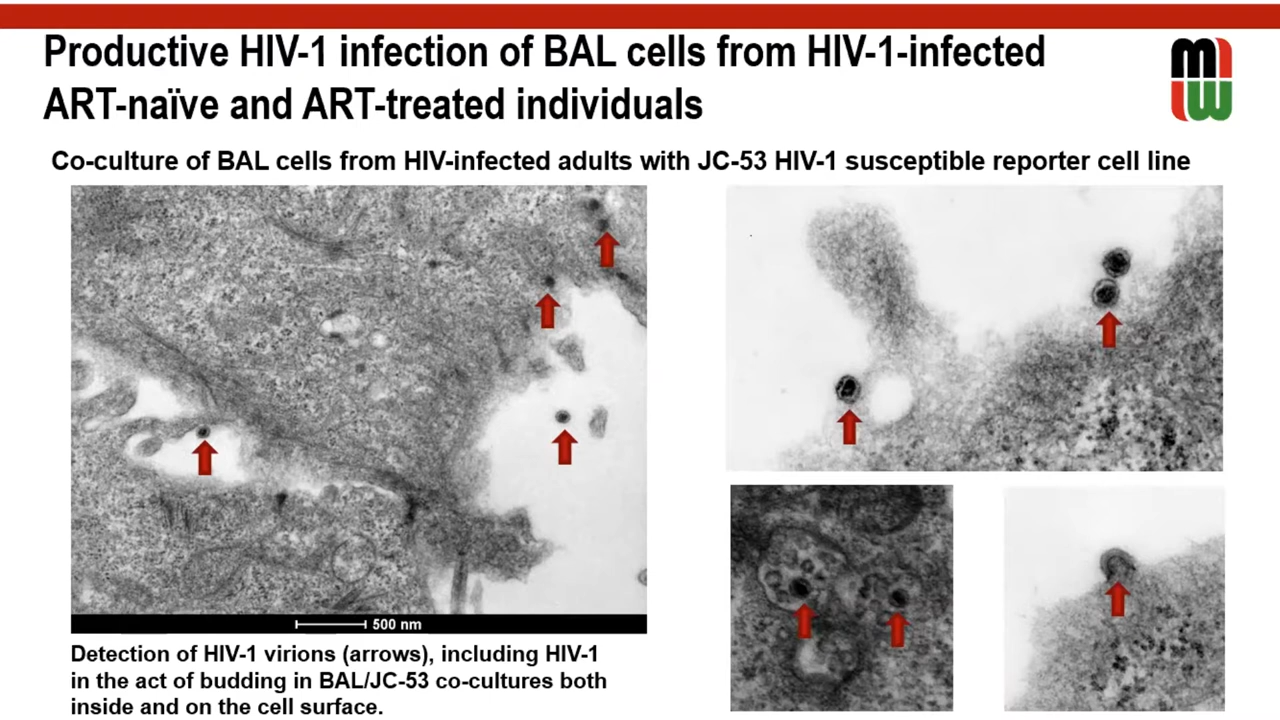 Productive HIV-1 infection of BAL cells from HIV-1-infected
ART-naïve and ART-treated individuals
Co-culture of BAL cells from HIV-infected adults with JC-53 HIV-1 susceptible reporter cell line
500 nm
Detection of HIV-1 virions (arrows), including HIV-1
in the act of budding in BAL/JC-53 co-cultures both
inside and on the cell surface.